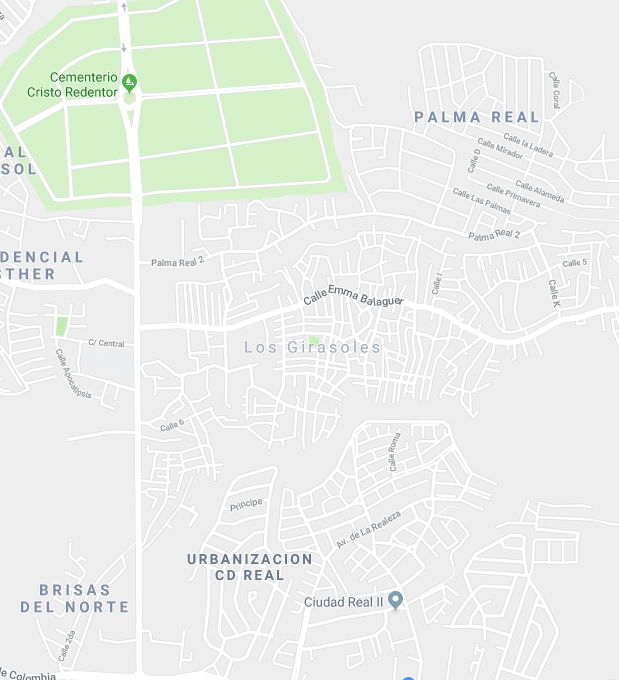 Cementerio
Cristo Redentor
PALMA REAL
Calle Coral
Calle la Ladera
Calle Mirador
Calle D
Calle Alameda
Calle Primavera
Calle Las Palmas
Palma Real 2
AL
SOL
DENCIAL
STHER
Palma Real 2
Calle I
Calle 5
Calle K
Calle Emma Balaguer
C/ Central
Los Girasoles
Calle Apocalipsis
Calle 6
Calle Roma
Principe
Av. de La Realeza
URBANIZACION
CD REAL
BRISAS
DEL NORTE
Ciudad Real II
Calle 2da
de Colombia